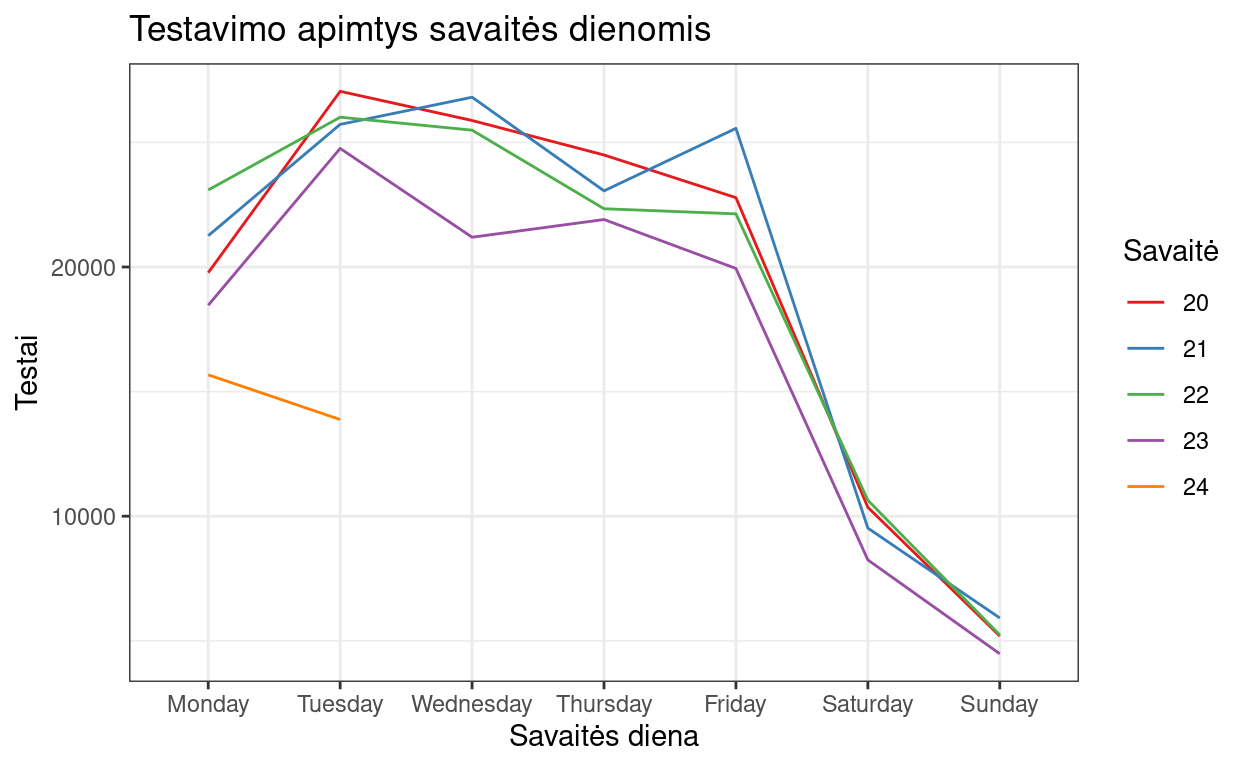 Testavimo apimtys savaitės dienomis
Testai
20000
10000
Monday Tuesday Wednesday Thursday Friday Saturday Sunday
Savaitės diena
Savaitė
20
21
22
23
24